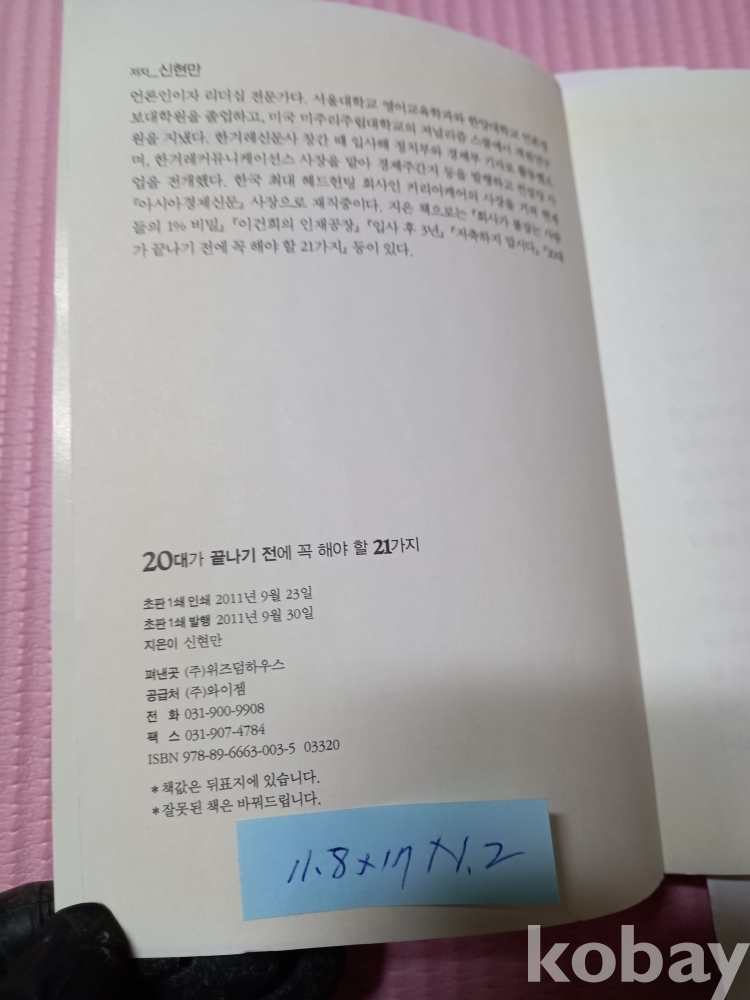 저자_신현만
언론인이자 리더십 전문가다. 서울대학교 영어교육학과와 한양대학교 언론정
보대학원을 졸업하고, 미국 미주리주립대학교의 저널리즘 스쿨에서 객원연구
원을 지냈다. 한겨레신문사 창간 때 입사해 정치부와 경제부 기자로 활동했으
며, 한겨레커뮤니케이션스 사장을 맡아 경제주간지 등을 발행하고 컨설팅 사
업을 전개했다. 한국 최대 헤드헌팅 회사인 커리어케어의 사장을 거쳐 현재
『아시아경제신문』 사장으로 재직중이다. 지은 책으로는 『회사가 붙잡는 사람
들의 1% 비밀』 『이건희의 인재공장』 『입사 후 3년』 『저축하지 맙시다』 『20대
가 끝나기 전에 꼭 해야 할 21가지』 등이 있다.
20대가 끝나기 전에 꼭 해야 할 21가지
초판 1쇄 인쇄 2011년 9월 23일
초판 1쇄 발행 2011년 9월 30일
지은이 신현만
펴낸곳 (주)위즈덤하우스
공급처 (주)와이젬
전 화 031-900-9908
팩 스 031-907-4784
ISBN 978-89-6663-003-5 03320
*책값은 뒤표지에 있습니다.
*잘못된 책은 바꿔드립니다.
11.8×17×1.2
kobay